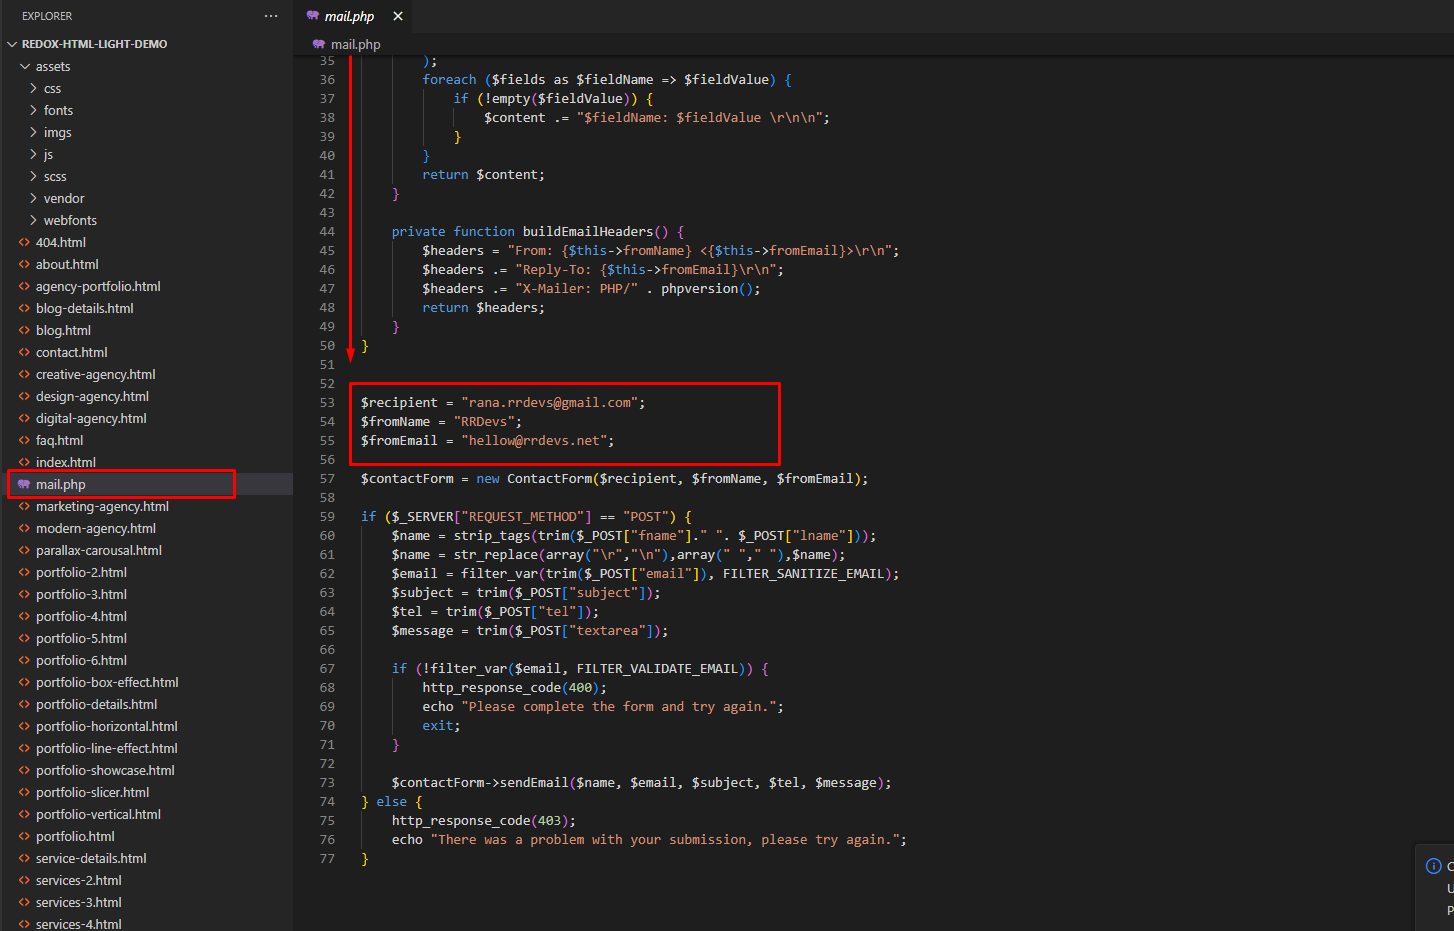 EXPLORER
REDOX-HTML-LIGHT-DEMO
assets
css
fonts
imgs
js
scss
vendor
webfonts
404.html
about.html
agency-portfolio.html
blog-details.html
blog.html
contact.html
creative-agency.html
design-agency.html
digital-agency.html
faq.html
index.html
mail.php
marketing-agency.html
modern-agency.html
parallax-carousal.html
portfolio-2.html
portfolio-3.html
portfolio-4.html
portfolio-5.html
portfolio-6.html
portfolio-box-effect.html
portfolio-details.html
portfolio-horizontal.html
portfolio-line-effect.html
portfolio-showcase.html
portfolio-slicer.html
portfolio-vertical.html
portfolio.html
service-details.html
services-2.html
services-3.html
services-4.html
mail.php
mail.php
35 );
36 foreach ($fields as $fieldName => $fieldValue) {
37 if (!empty($fieldValue)) {
38 $content .= "$fieldName: $fieldValue \r\n\n";
39 }
40 }
41 return $content;
42 }
43
44 private function buildEmailHeaders() {
45 $headers = "From: {$this->fromName} <{$this->fromEmail}>\r\n";
46 $headers .= "Reply-To: {$this->fromEmail}\r\n";
47 $headers .= "X-Mailer: PHP/" . phpversion();
48 return $headers;
49 }
50 }
51
52
53 $recipient = "rana.rrdevs@gmail.com";
54 $fromName = "RRDevs";
55 $fromEmail = "hellow@rrdevs.net";
56
57 $contactForm = new ContactForm($recipient, $fromName, $fromEmail);
58
59 if ($_SERVER["REQUEST_METHOD"] == "POST") {
60 $name = strip_tags(trim($_POST["fname"]." ". $_POST["lname"]));
61 $name = str_replace(array("\r","\n"),array(" "," "),$name);
62 $email = filter_var(trim($_POST["email"]), FILTER_SANITIZE_EMAIL);
63 $subject = trim($_POST["subject"]);
64 $tel = trim($_POST["tel"]);
65 $message = trim($_POST["textarea"]);
66
67 if (!filter_var($email, FILTER_VALIDATE_EMAIL)) {
68 http_response_code(400);
69 echo "Please complete the form and try again.";
70 exit;
71 }
72
73 $contactForm->sendEmail($name, $email, $subject, $tel, $message);
74 } else {
75 http_response_code(403);
76 echo "There was a problem with your submission, please try again.";
77 }